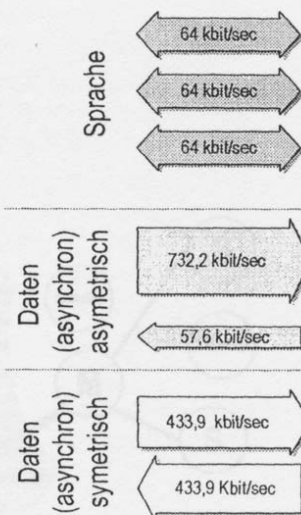 Sprache
64 kbit/sec
64 kbit/sec
64 kbit/sec
Daten
(asynchron)
asymetrisch
732,2 kbit/sec
57,6 kbit/sec
Daten
(asynchron)
symetrisch
433,9 kbit/sec
433,9 Kbit/sec